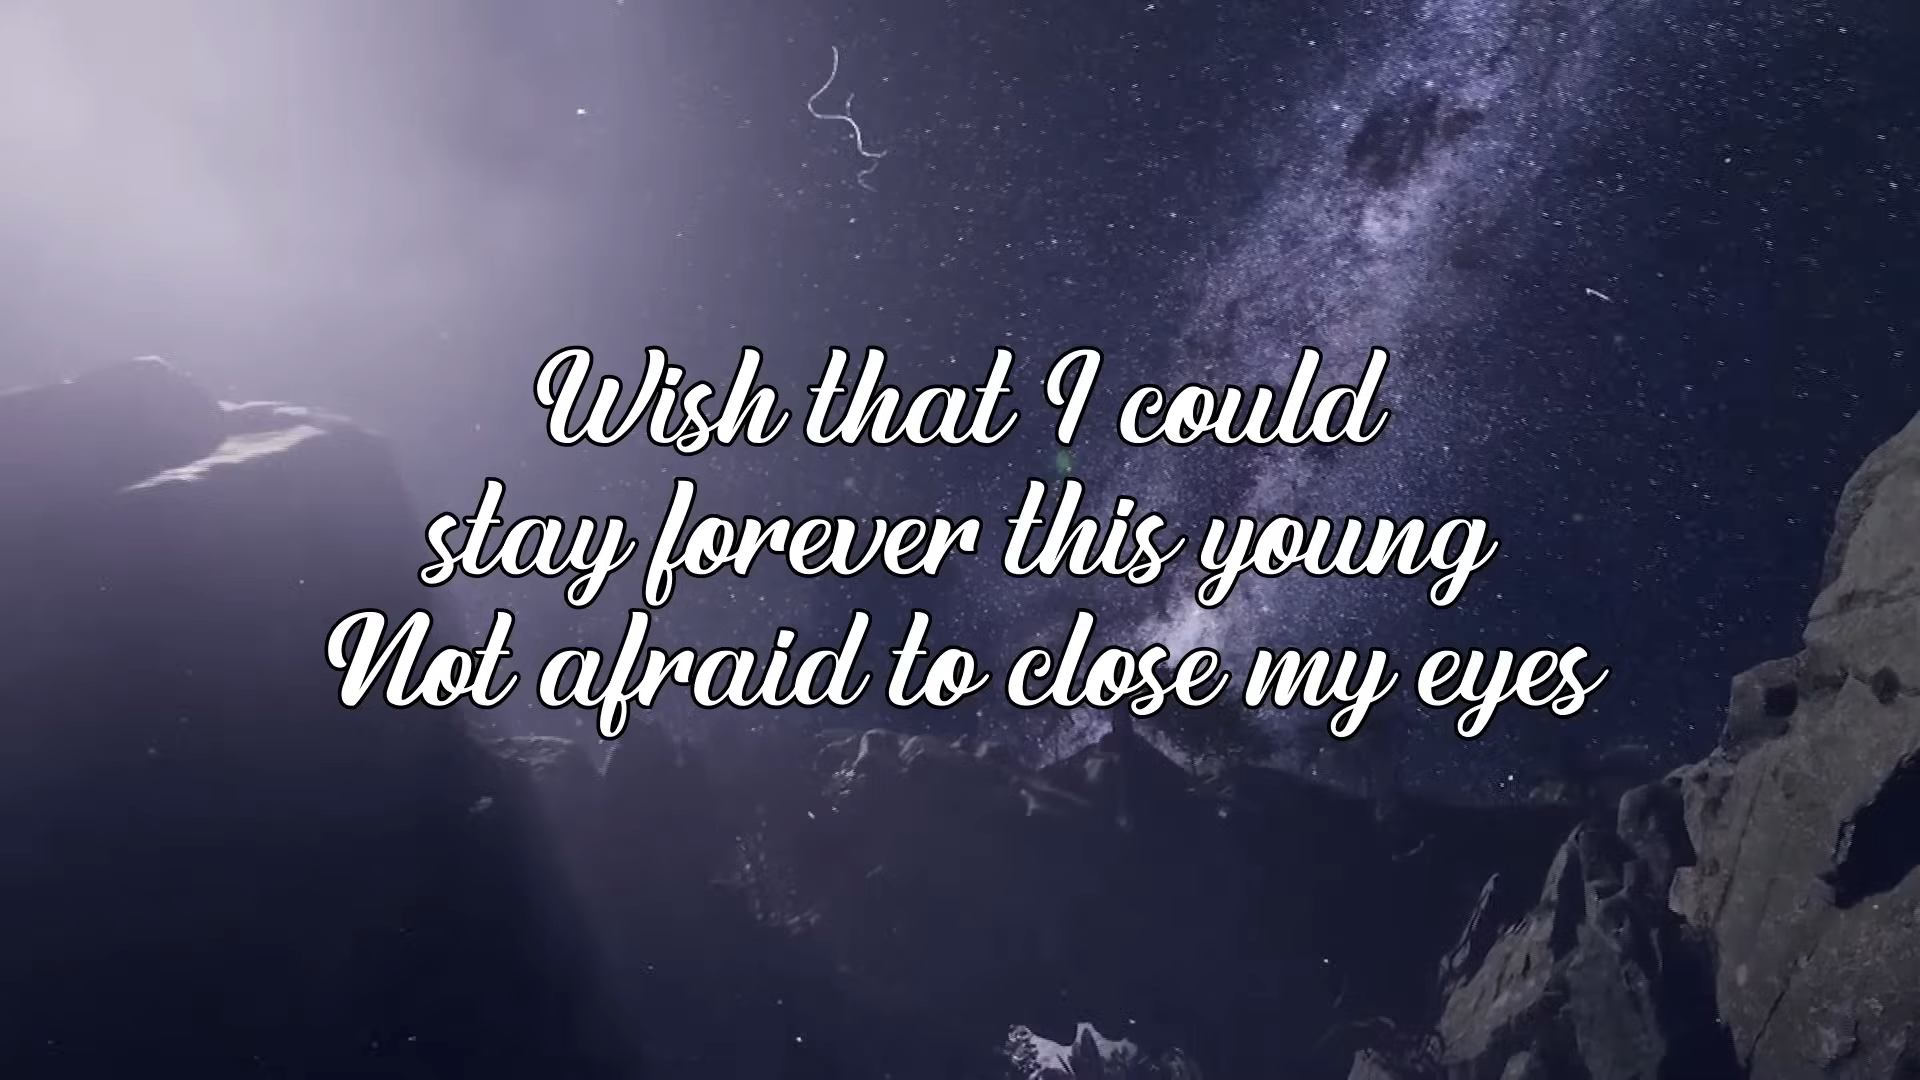 Wish that I could
stay forever this young
Not afraid to close my eyes